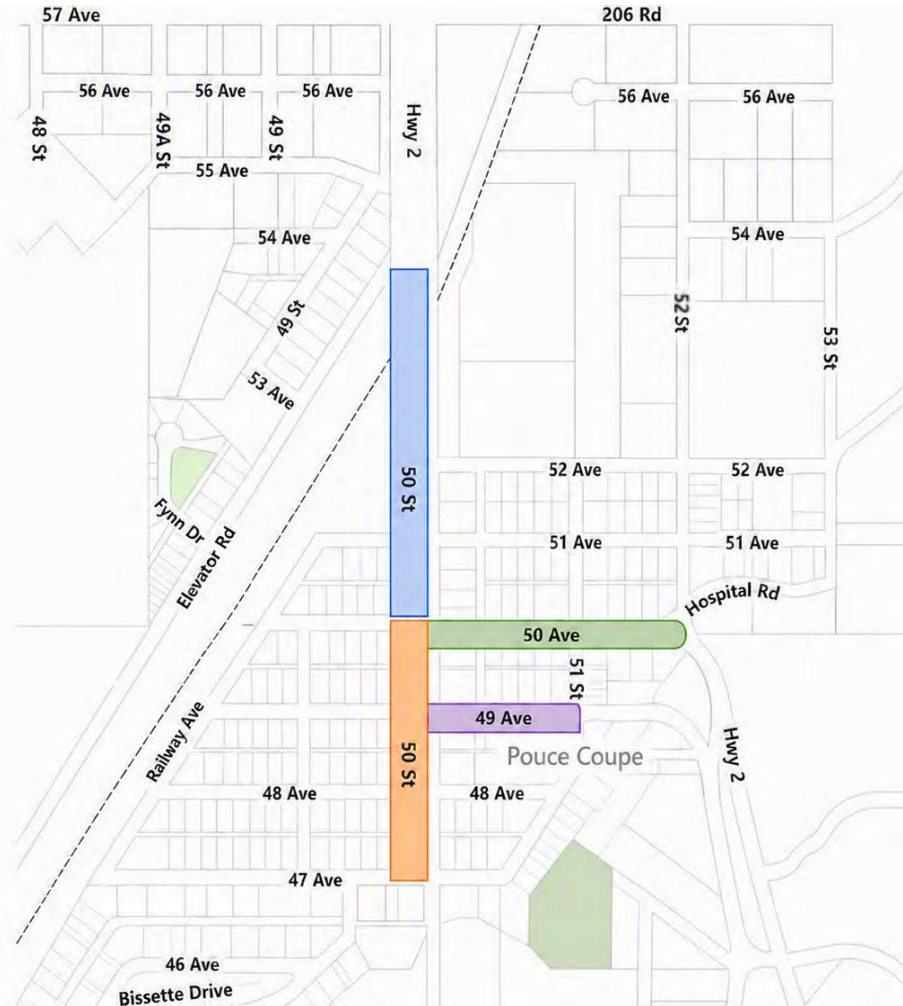 57 Ave
206 Rd
56 Ave
56 Ave
56 Ave
56 Ave
56 Ave
Hwy 2
48 St
49A St
49 St
55 Ave
54 Ave
54 Ave
49 St
52 St
53 St
53 Ave
52 Ave
52 Ave
50 St
Fynn Dr
51 Ave
51 Ave
Elevator Rd
Hospital Rd
50 Ave
51 St
49 Ave
Railway Ave
Hwy 2
50 St
Pouce Coupe
48 Ave
48 Ave
47 Ave
46 Ave
Bissette Drive